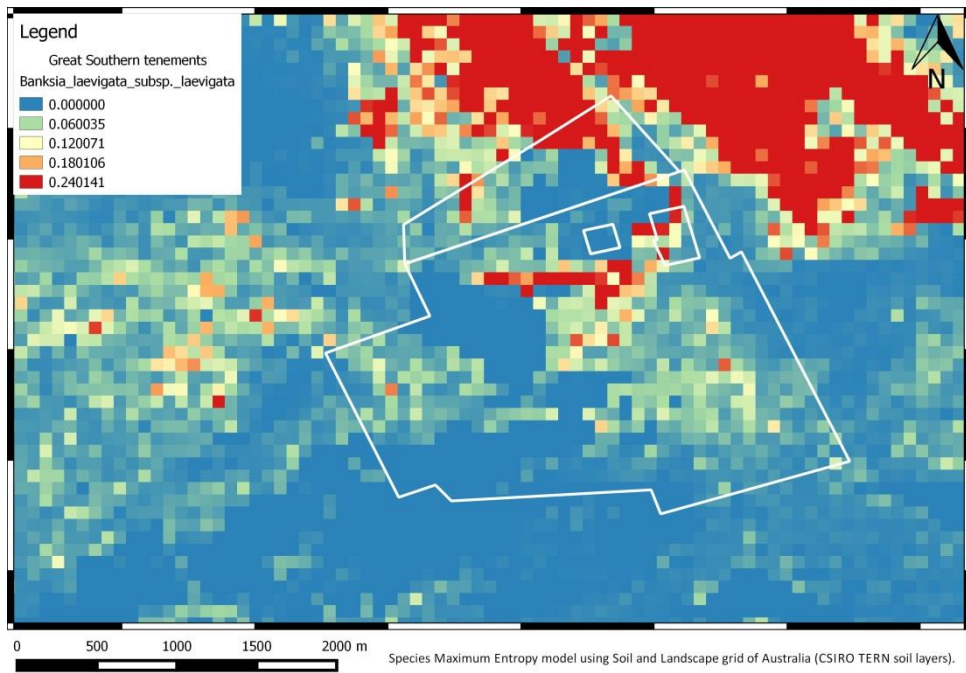 Legend
Great Southern tenements
Banksia_laevigata_subsp._laevigata
0.000000
0.060035
0.120071
0.180106
0.240141
N
0 500 1000 1500 2000 m
Species Maximum Entropy model using Soil and Landscape grid of Australia (CSIRO TERN soil layers).